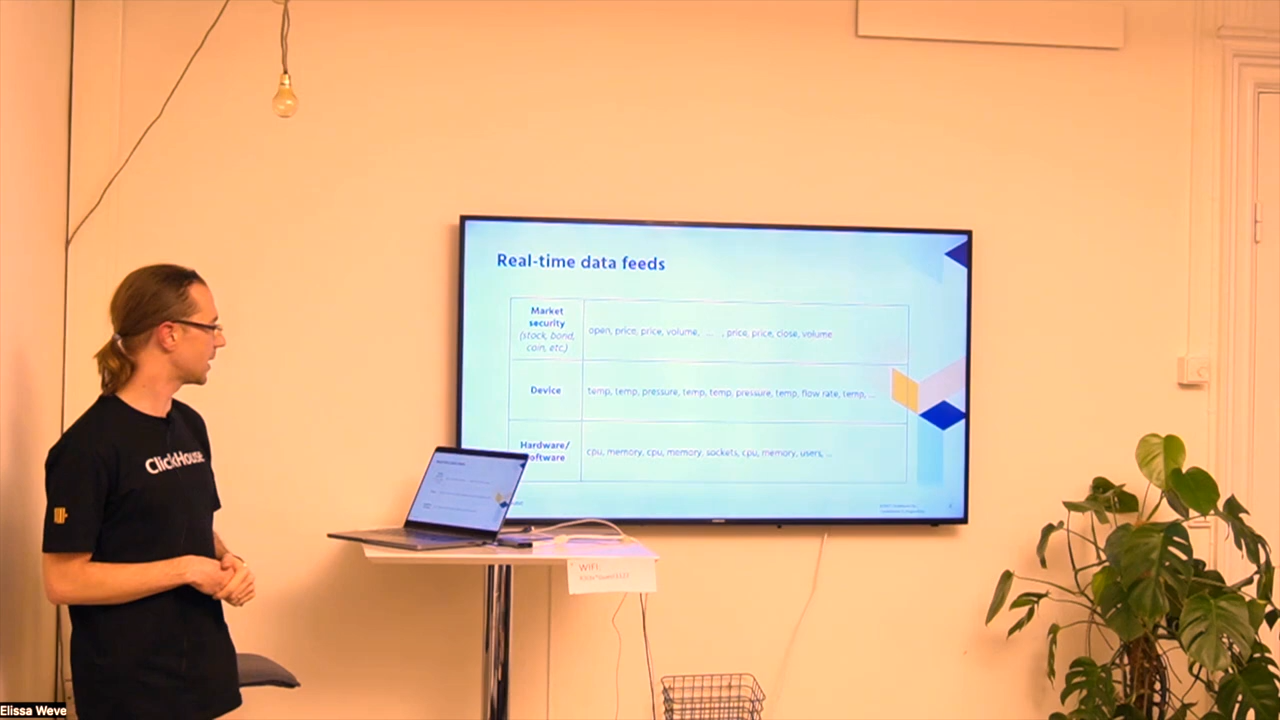 Real-time data feeds
Market
security
(stock, bond,
coin, etc.)
open, price, price, volume, ... , price, price, close, volume
Device
temp, temp, pressure, temp, temp, pressure, temp, flow rate, temp, ...
Hardware/
software
cpu, memory, cpu, memory, sockets, cpu, memory, users, ...
ClickHouse
WIFI
Elissa Weve